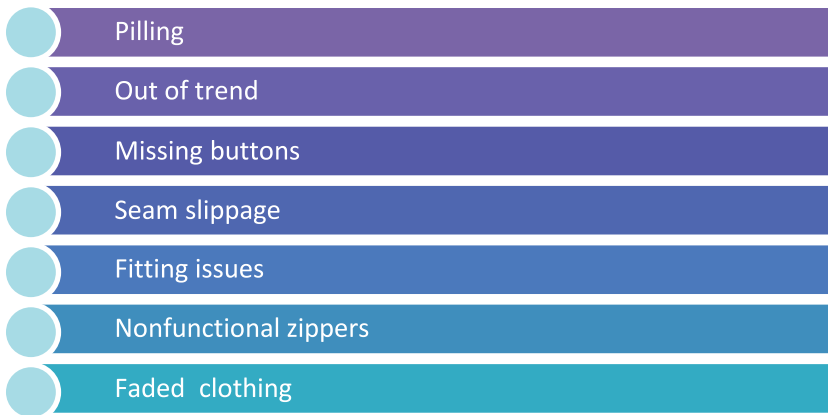 Pilling
Out of trend
Missing buttons
Seam slippage
Fitting issues
Nonfunctional zippers
Faded  clothing